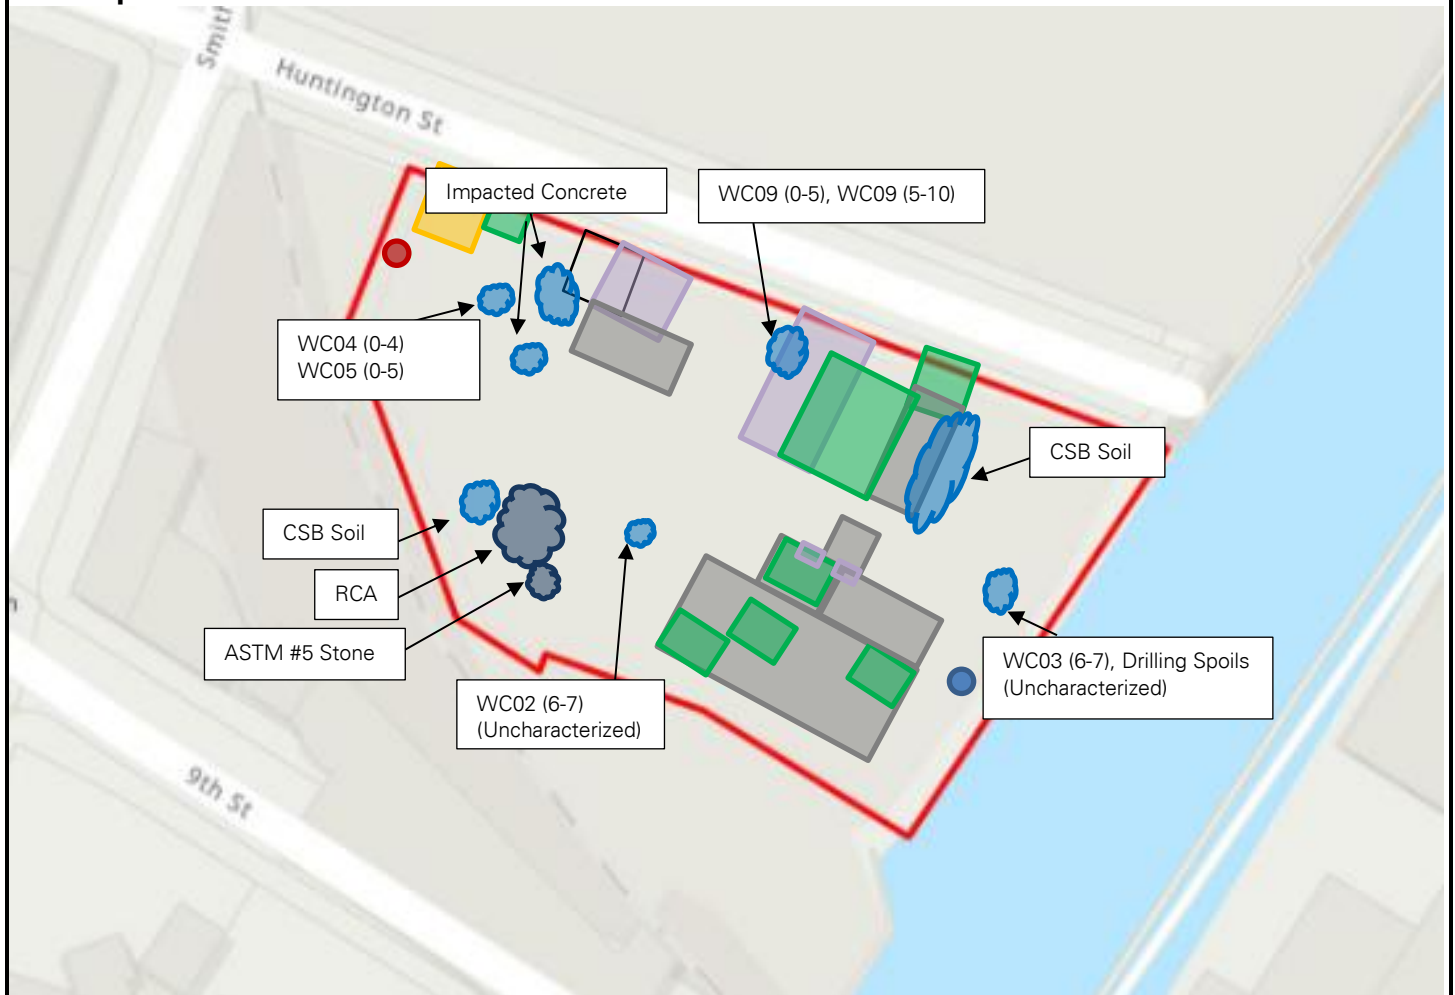 Smith
Huntington St
Impacted Concrete
WC09 (0-5), WC09 (5-10)
WC04 (0-4)
WC05 (0-5)
CSB Soil
CSB Soil
RCA
ASTM #5 Stone
WC02 (6-7)
(Uncharacterized)
WC03 (6-7), Drilling Spoils
(Uncharacterized)
9th St